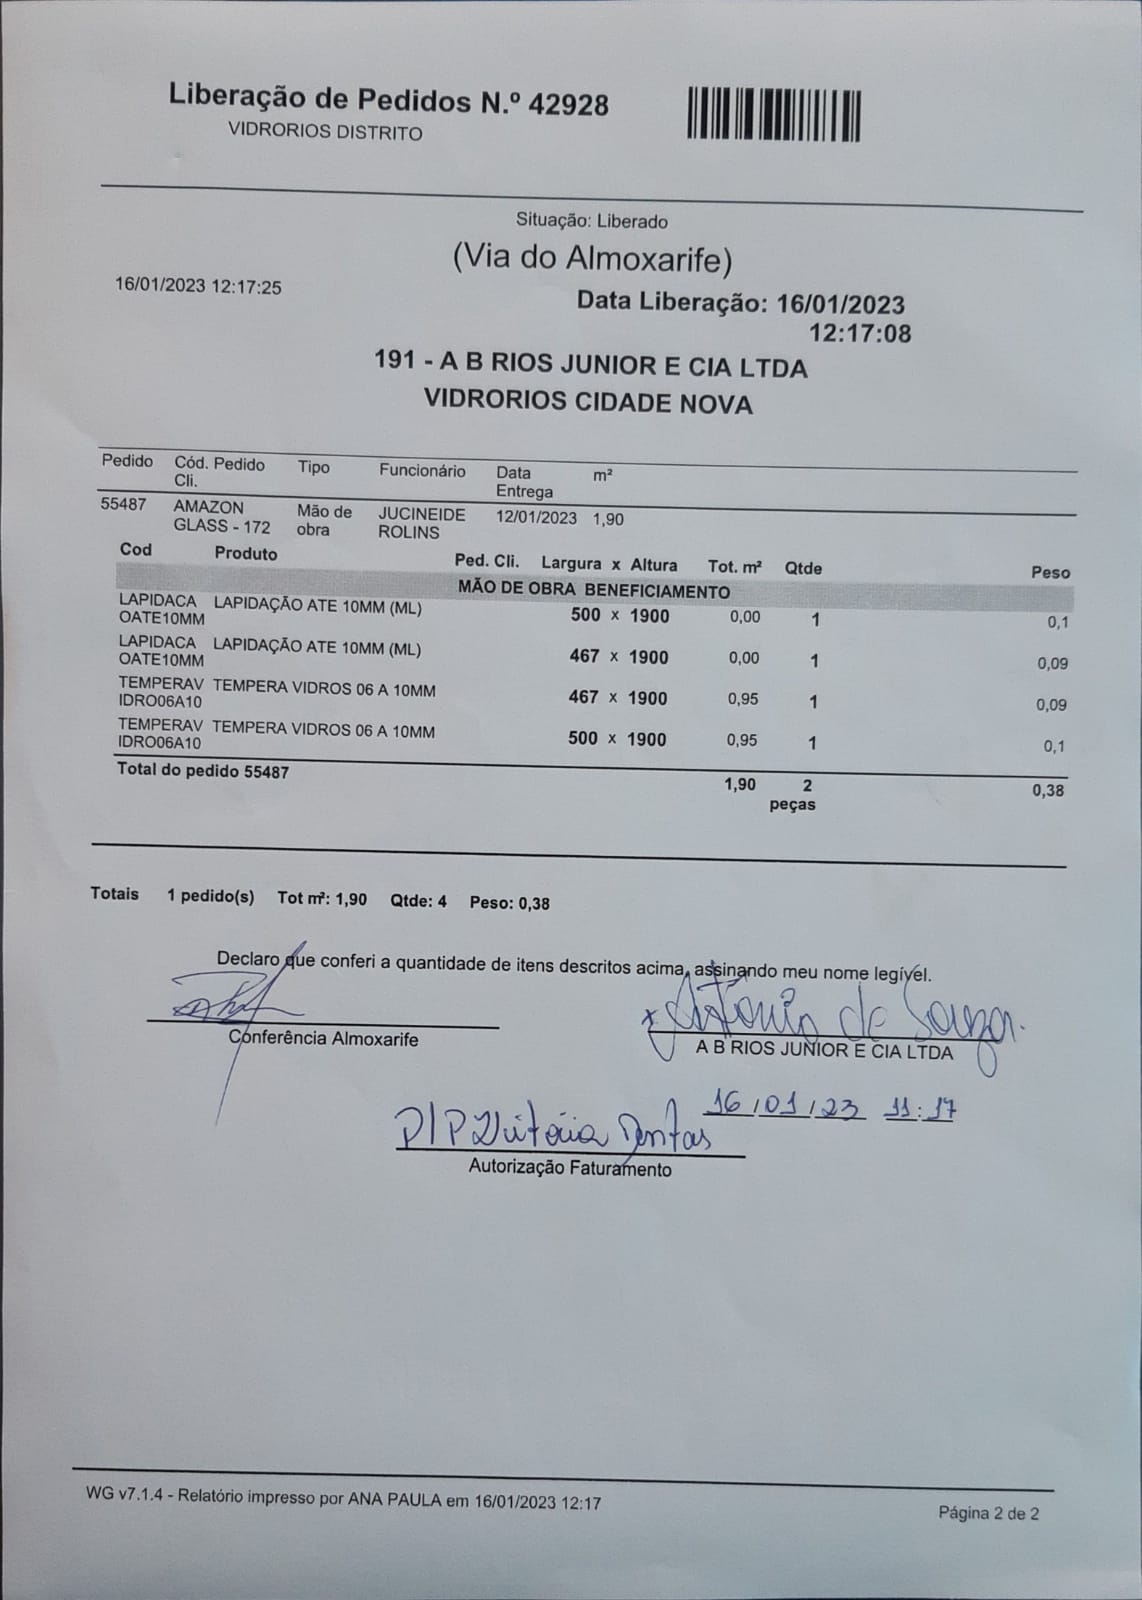 Liberação de Pedidos N.º 42928
VIDRORIOS DISTRITO
Situação: Liberado
(Via do Almoxarife)
16/01/2023 12:17:25
Data Liberação: 16/01/2023
12:17:08
191 - A B RIOS JUNIOR E CIA LTDA
VIDRORIOS CIDADE NOVA
Pedido Cód. Pedido Cli. Tipo Funcionário Data Entrega m²
55487 AMAZON GLASS - 172 Mão de obra JUCINEIDE ROLINS 12/01/2023 1,90
Cod Produto Ped. Cli. Largura x Altura Tot. m² Qtde Peso
MÃO DE OBRA BENEFICIAMENTO
LAPIDACA OATE10MM LAPIDAÇÃO ATE 10MM (ML) 500 x 1900 0,00 1 0,1
LAPIDACA OATE10MM LAPIDAÇÃO ATE 10MM (ML) 467 x 1900 0,00 1 0,09
TEMPERAV IDRO06A10 TEMPERA VIDROS 06 A 10MM 467 x 1900 0,95 1 0,09
TEMPERAV IDRO06A10 TEMPERA VIDROS 06 A 10MM 500 x 1900 0,95 1 0,1
Total do pedido 55487 1,90 2 peças 0,38
Totais 1 pedido(s) Tot m²: 1,90 Qtde: 4 Peso: 0,38
Declaro que conferi a quantidade de itens descritos acima, assinando meu nome legível.
x Antônio de Souza.
Conferência Almoxarife
A B RIOS JUNIOR E CIA LTDA
16/01/23 11:17
P/P Vitória Dantas
Autorização Faturamento
WG v7.1.4 - Relatório impresso por ANA PAULA em 16/01/2023 12:17
Página 2 de 2